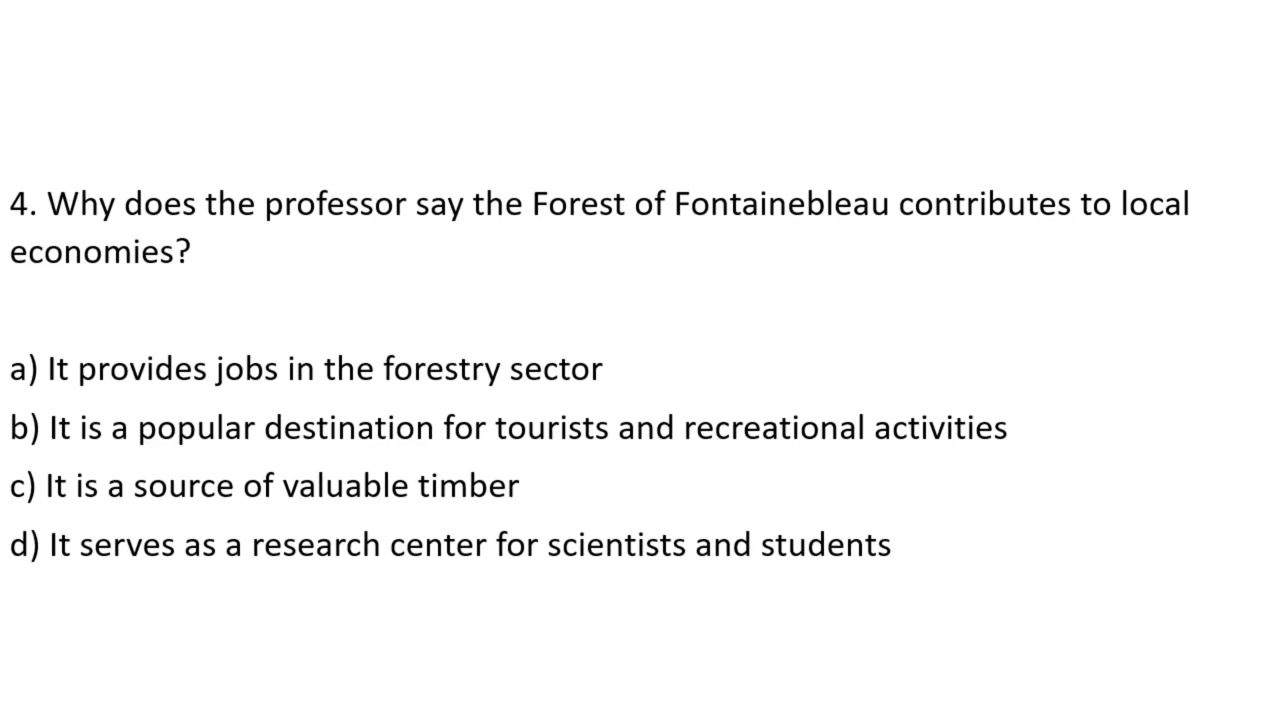 4. Why does the professor say the Forest of Fontainebleau contributes to local
economies?
a) It provides jobs in the forestry sector
b) It is a popular destination for tourists and recreational activities
c) It is a source of valuable timber
d) It serves as a research center for scientists and students